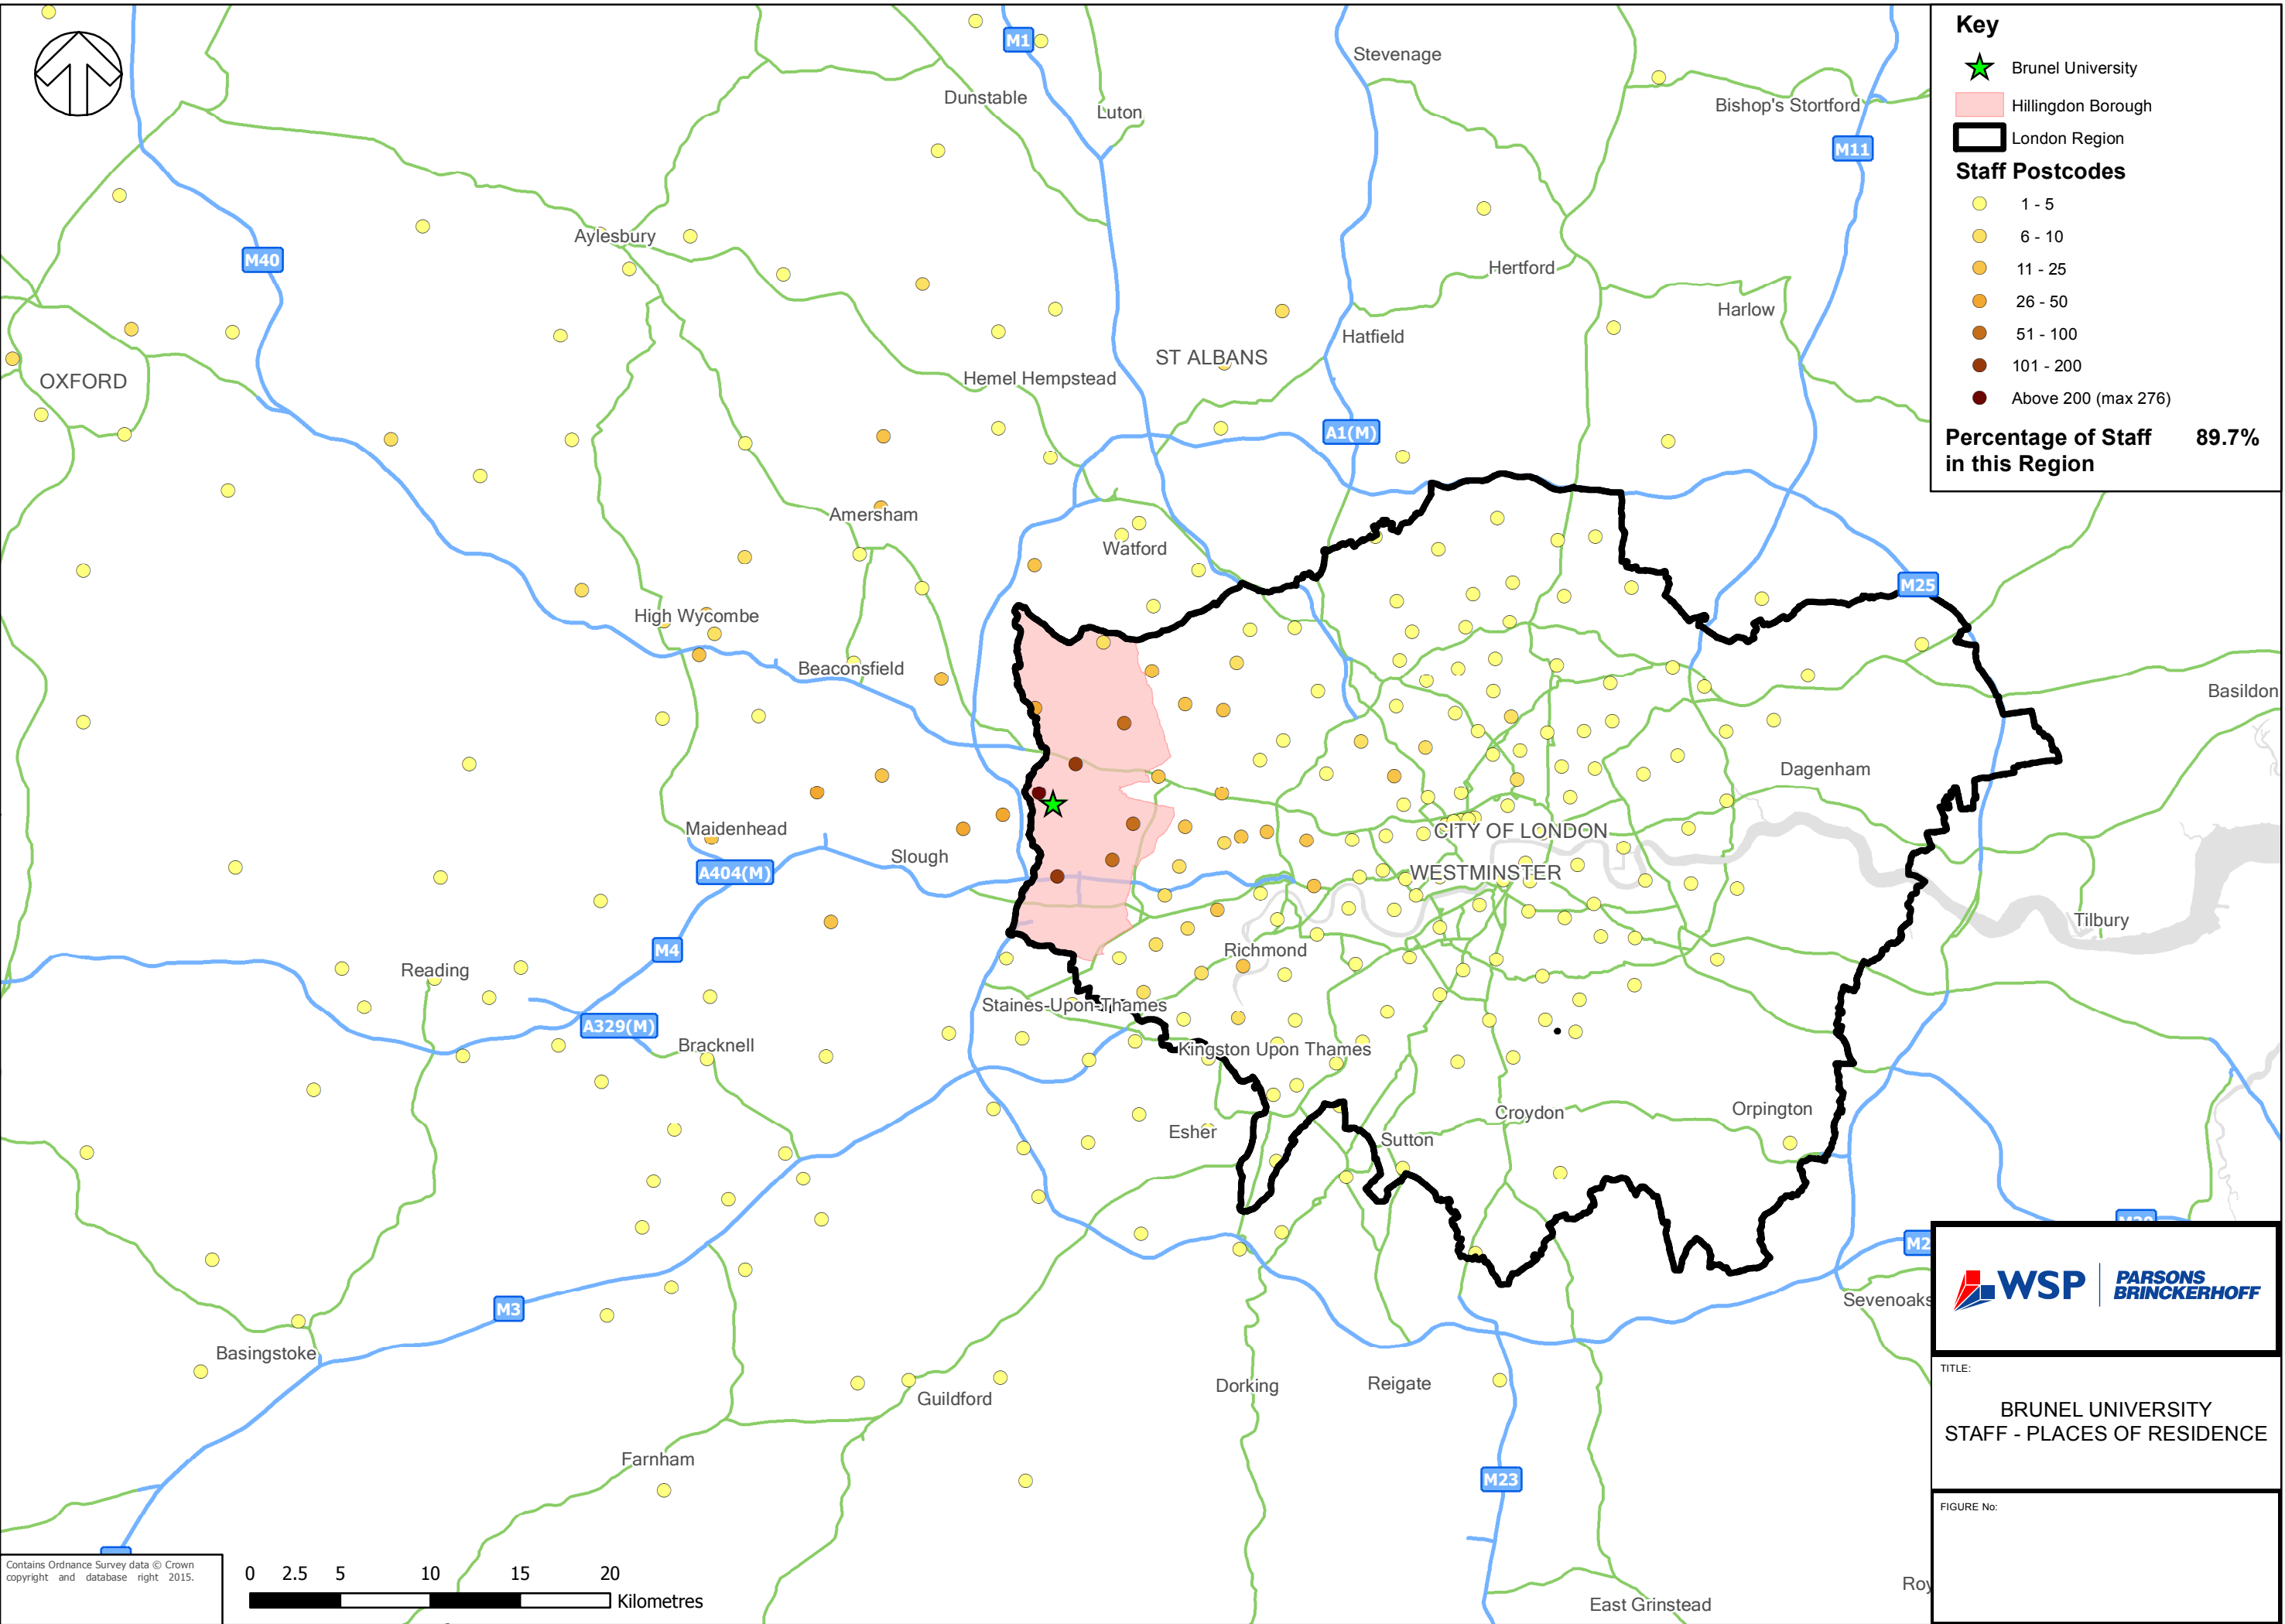 M1
Stevenage
Dunstable
Luton
Bishop's Stortford
M11
Aylesbury
M40
Hertford
Harlow
Hatfield
ST ALBANS
OXFORD
Hemel Hempstead
A1(M)
Amersham
Watford
M25
High Wycombe
Beaconsfield
Basildon
Dagenham
Maidenhead
CITY OF LONDON
Slough
A404(M)
WESTMINSTER
Tilbury
M4
Richmond
Reading
Staines-Upon-Thames
A329(M)
Bracknell
Kingston Upon Thames
Croydon
Orpington
Esher
Sutton
M2
Sevenoaks
M3
Basingstoke
Guildford
Dorking
Reigate
Farnham
M23
Roy
East Grinstead
Key
Brunel University
Hillingdon Borough
London Region
Staff Postcodes
1 - 5
6 - 10
11 - 25
26 - 50
51 - 100
101 - 200
Above 200 (max 276)
Percentage of Staff 89.7%
in this Region
WSP PARSONS
BRINCKERHOFF
TITLE:
BRUNEL UNIVERSITY
STAFF - PLACES OF RESIDENCE
FIGURE No:
Contains Ordnance Survey data © Crown
copyright and database right 2015.
0 2.5 5 10 15 20
Kilometres